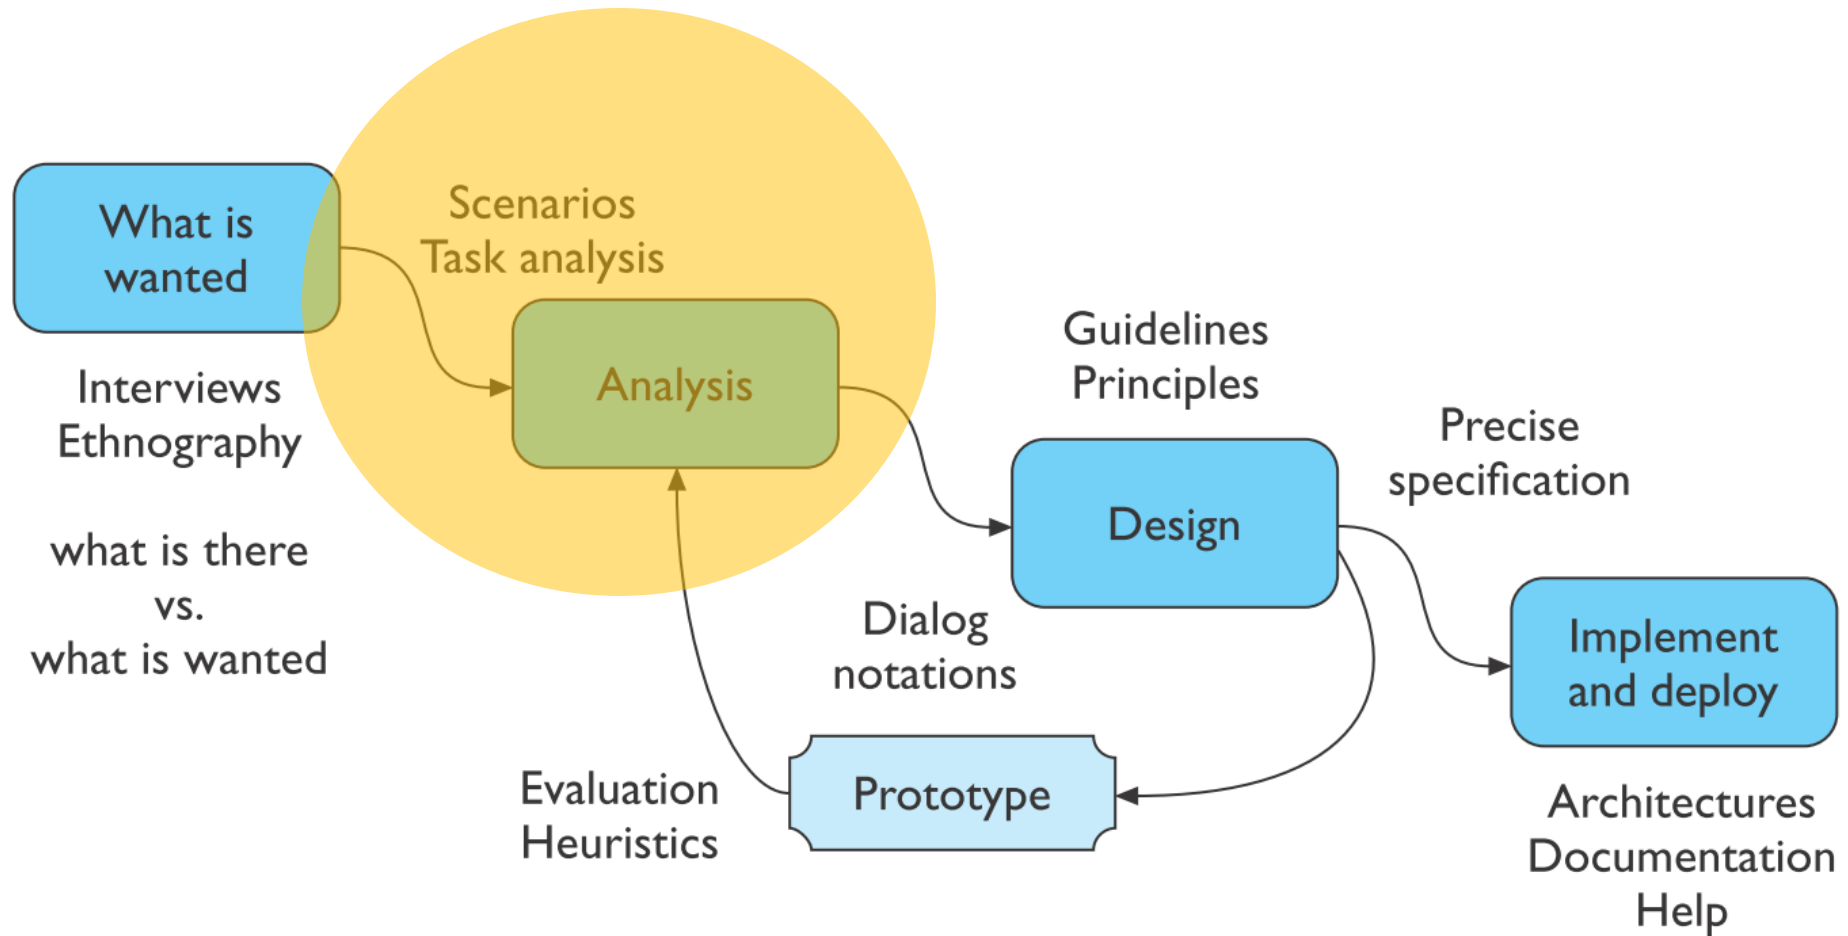 What is
wanted
Interviews
Ethnography
what is there
vs.
what is wanted
Scenarios
Task analysis
Analysis
Guidelines
Principles
Design
Precise
specification
Dialog
notations
Prototype
Evaluation
Heuristics
Implement
and deploy
Architectures
Documentation
Help